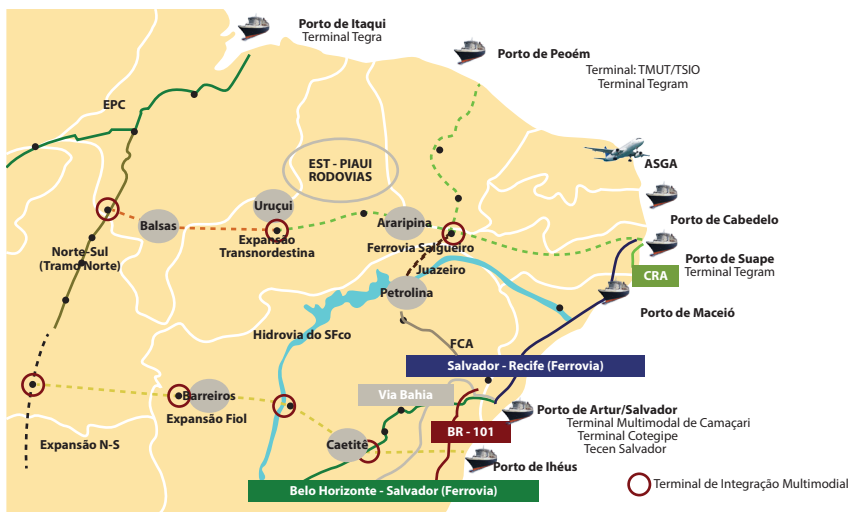 Porto de Itaqui
Terminal Tegra
Porto de Peoém
Terminal: TMUT/TSIO
Terminal Tegram
EPC
EST - PIAUI
RODOVIAS
ASGA
Uruçui
Porto de Cabedelo
Balsas
Araripina
Expansão
Transnordestina
Ferrovia Salgueiro
Norte-Sul
(Tramo Norte)
Porto de Suape
Terminal Tegram
Juazeiro
CRA
Petrolina
Porto de Maceió
Hidrovia do SFco
FCA
Salvador - Recife (Ferrovia)
Barreiros
Via Bahia
Expansão Fiol
Porto de Artur/Salvador
Terminal Multimodal de Camaçari
Terminal Cotegipe
Tecen Salvador
BR - 101
Expansão N-S
Caetitê
Porto de Ihéus
Belo Horizonte - Salvador (Ferrovia)
Terminal de Integração Multimodial